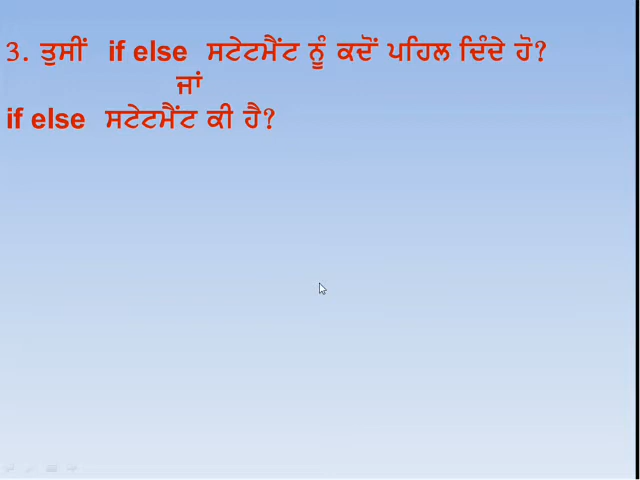 3. ਤੁਸੀਂ if else ਸਟੇਟਮੈਂਟ ਨੂੰ ਕਦੋਂ ਪਹਿਲ ਦਿੰਦੇ ਹੋ?
ਜਾਂ
if else ਸਟੇਟਮੈਂਟ ਕੀ ਹੈ?